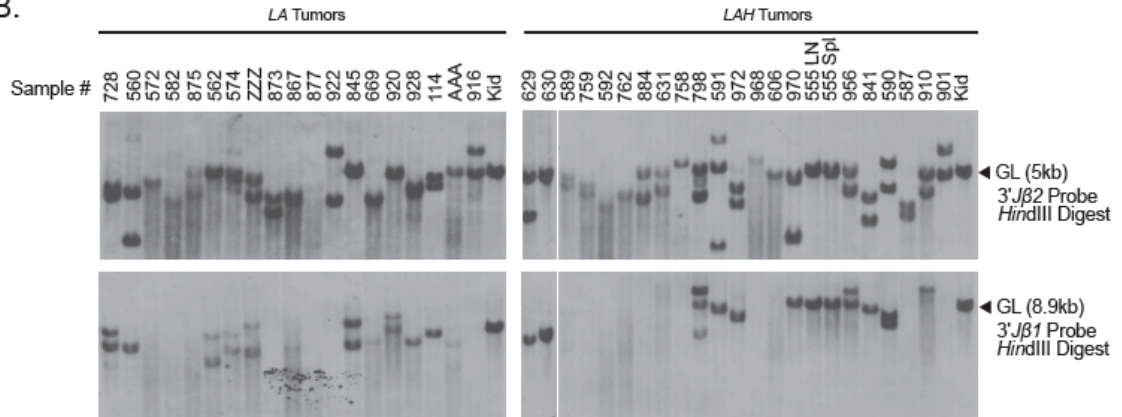 B.
LA Tumors
LAH Tumors
Sample # 728 560 572 582 875 562 574 ZZZ 873 867 877 922 845 669 920 928 114 AAA 916 Kid
629 630 589 759 592 762 884 631 758 798 591 972 968 606 970 555 LN 555 Spl 956 841 590 587 910 901 Kid
◄ GL (5kb)
3'Jβ2 Probe
HindIII Digest
◄ GL (8.9kb)
3'Jβ1 Probe
HindIII Digest